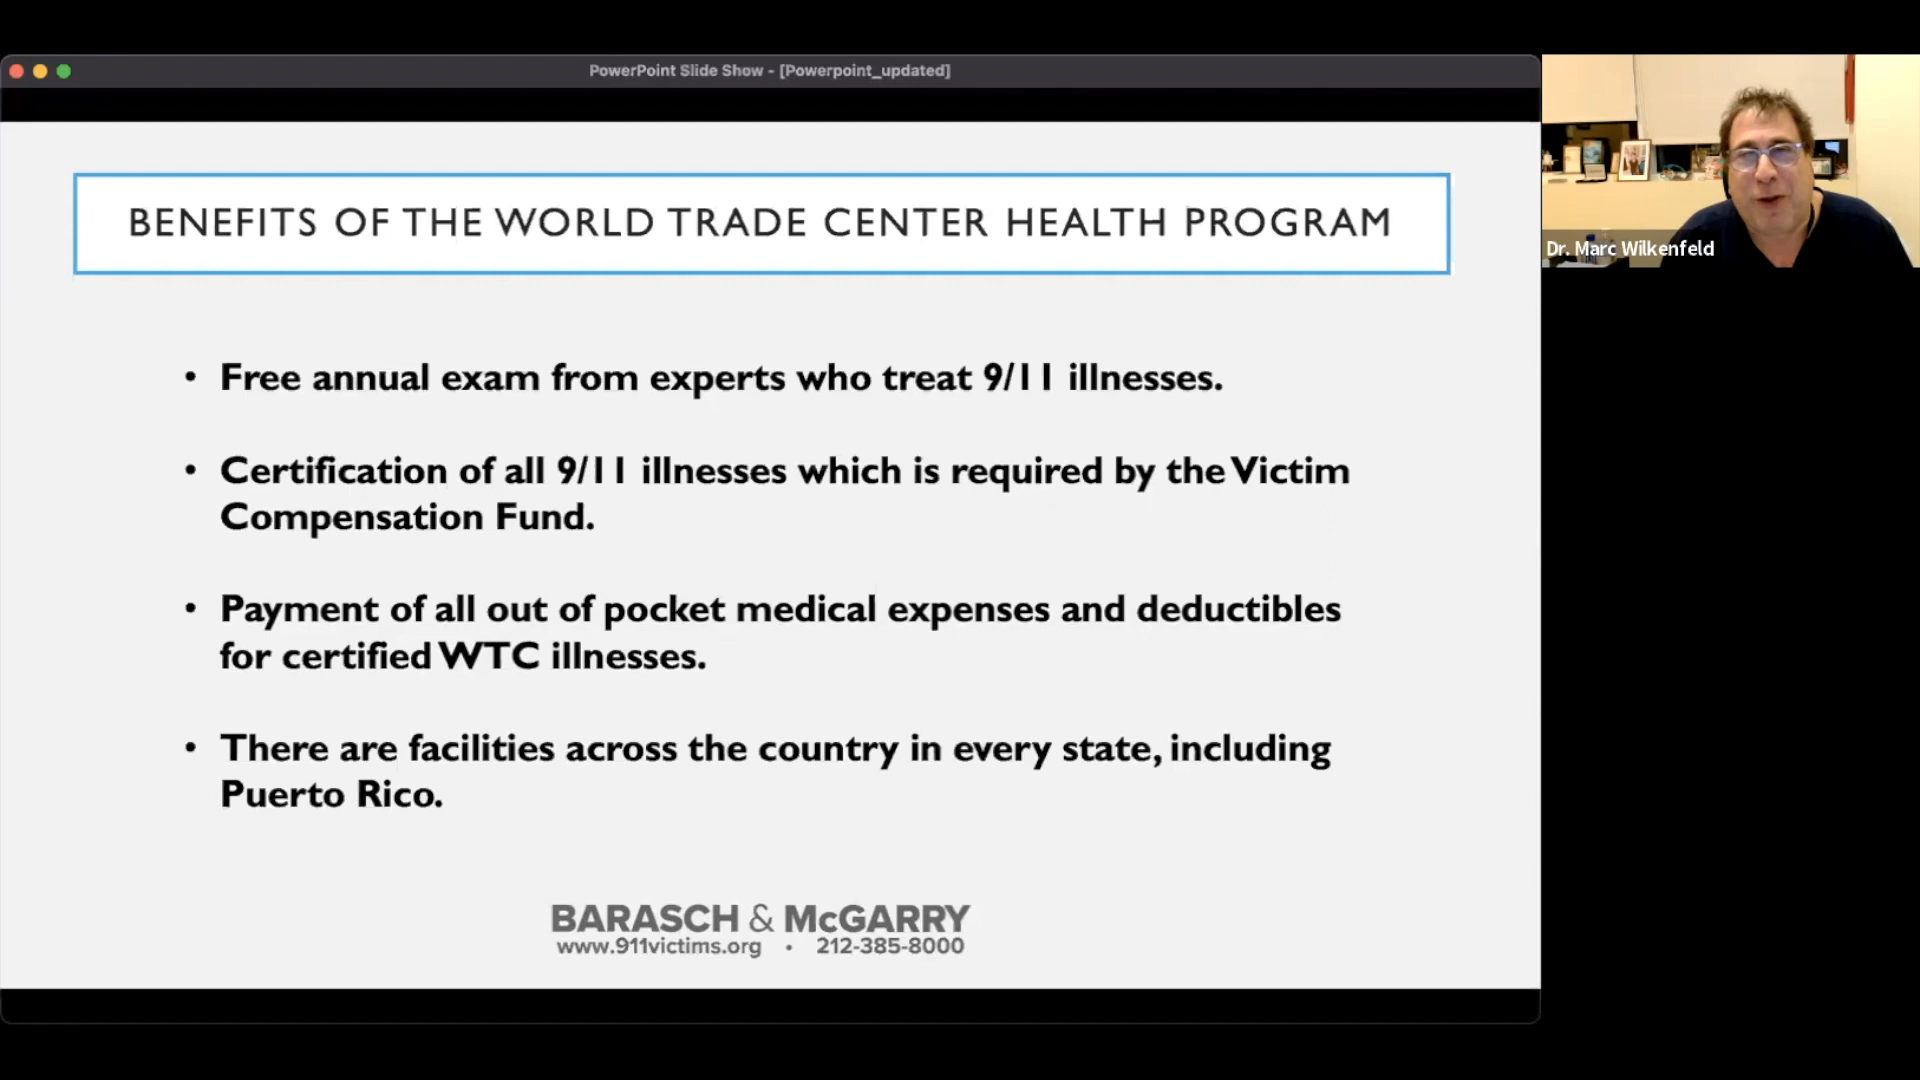 PowerPoint Slide Show - [Powerpoint_updated]
BENEFITS OF THE WORLD TRADE CENTER HEALTH PROGRAM
• Free annual exam from experts who treat 9/11 illnesses.
• Certification of all 9/11 illnesses which is required by the Victim
Compensation Fund.
• Payment of all out of pocket medical expenses and deductibles
for certified WTC illnesses.
• There are facilities across the country in every state, including
Puerto Rico.
BARASCH & McGARRY
www.911victims.org • 212-385-8000
Dr. Marc Wilkenfeld